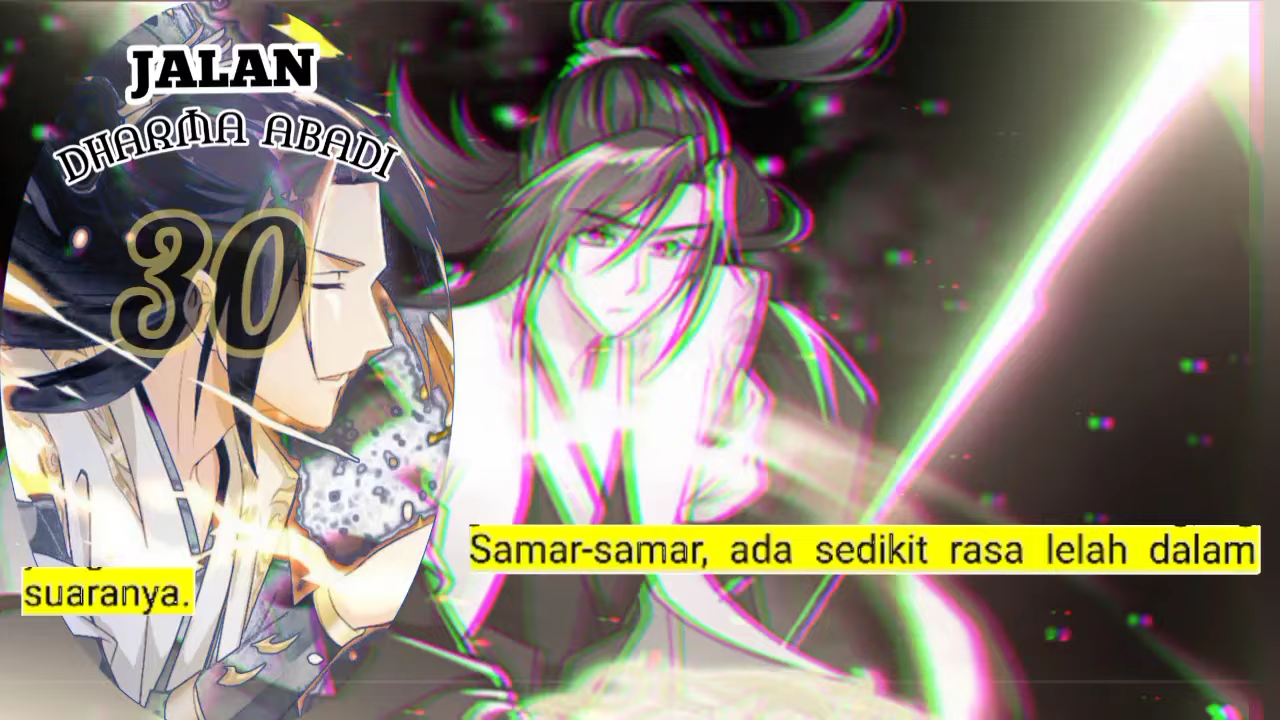 JALAN
DHARMA ABADI
30
Samar-samar, ada sedikit rasa lelah dalam
suaranya.